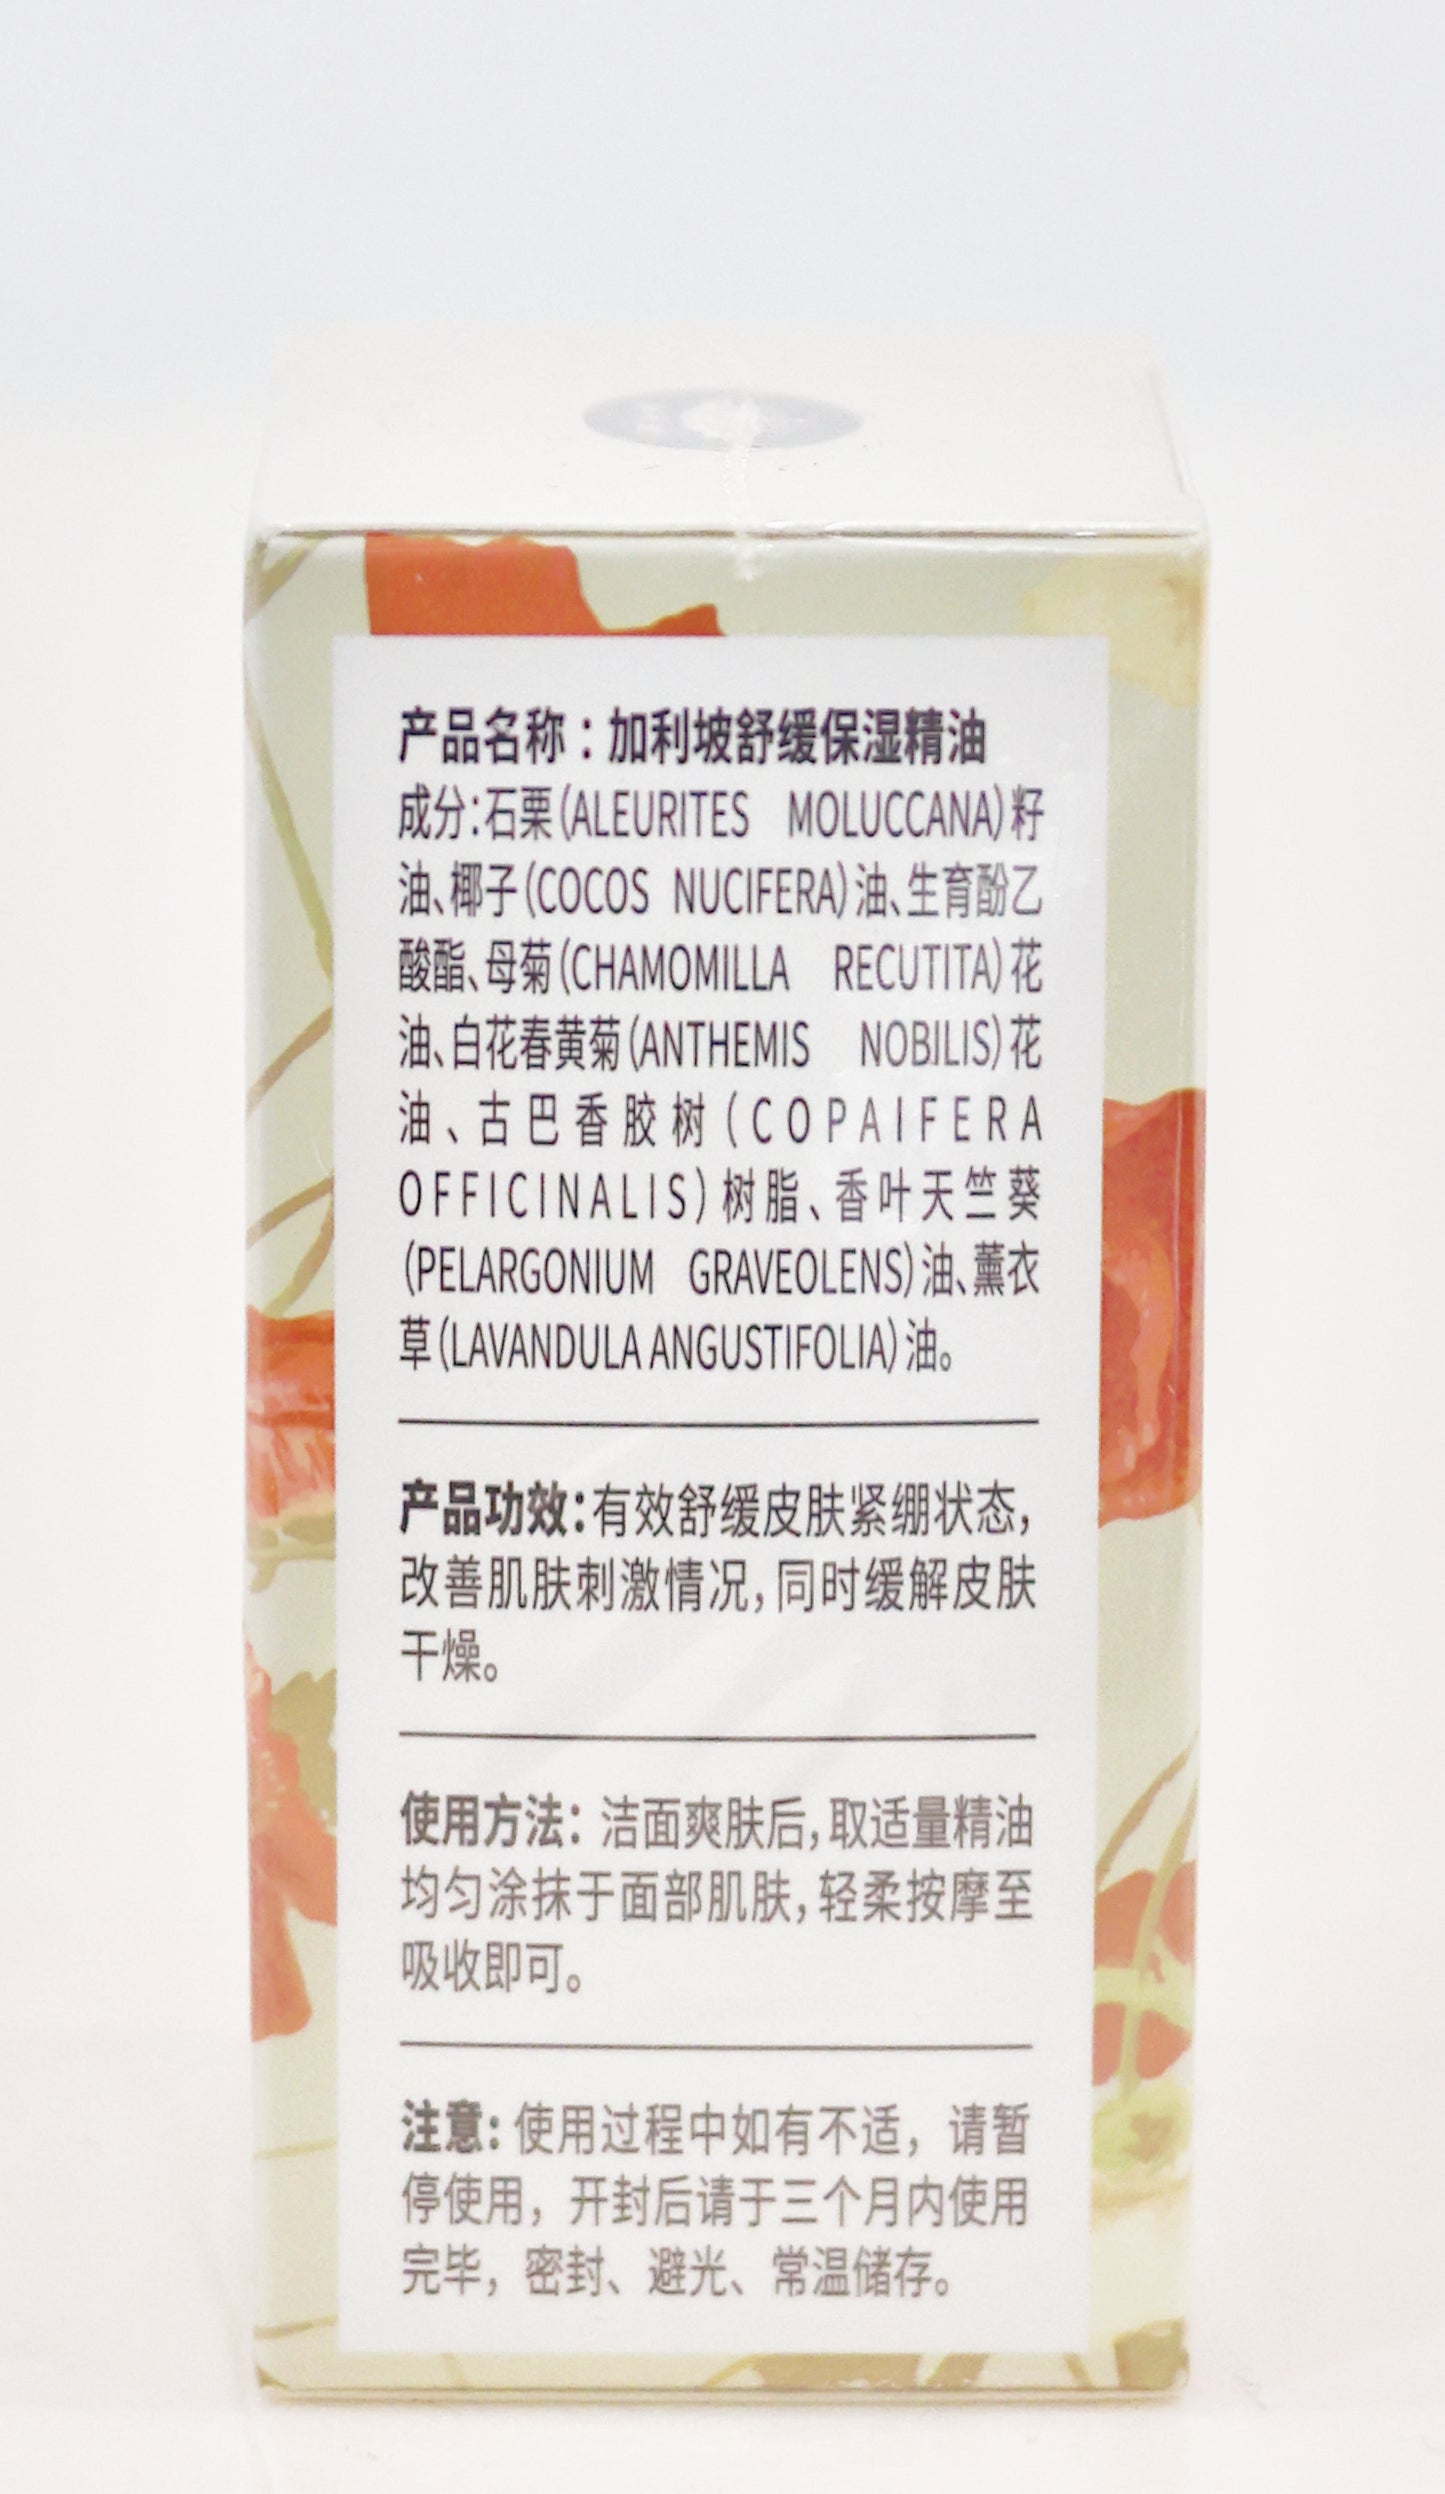 产品名称：加利坡舒缓保湿精油
成分：石栗（ALEURITES MOLUCCANA）籽
油、椰子（COCOS NUCIFERA）油、生育酚乙
酸酯、母菊（CHAMOMILLA RECUTITA）花
油、白花春黄菊（ANTHEMIS NOBILIS）花
油、古巴香胶树（COPAIFERA
OFFICINALIS）树脂、香叶天竺葵
（PELARGONIUM GRAVEOLENS）油、薰衣
草（LAVANDULA ANGUSTIFOLIA）油。
产品功效：有效舒缓皮肤紧绷状态，
改善肌肤刺激情况，同时缓解皮肤
干燥。
使用方法：洁面爽肤后，取适量精油
均匀涂抹于面部肌肤，轻柔按摩至
吸收即可。
注意：使用过程中如有不适，请暂
停使用，开封后请于三个月内使用
完毕，密封、避光、常温储存。